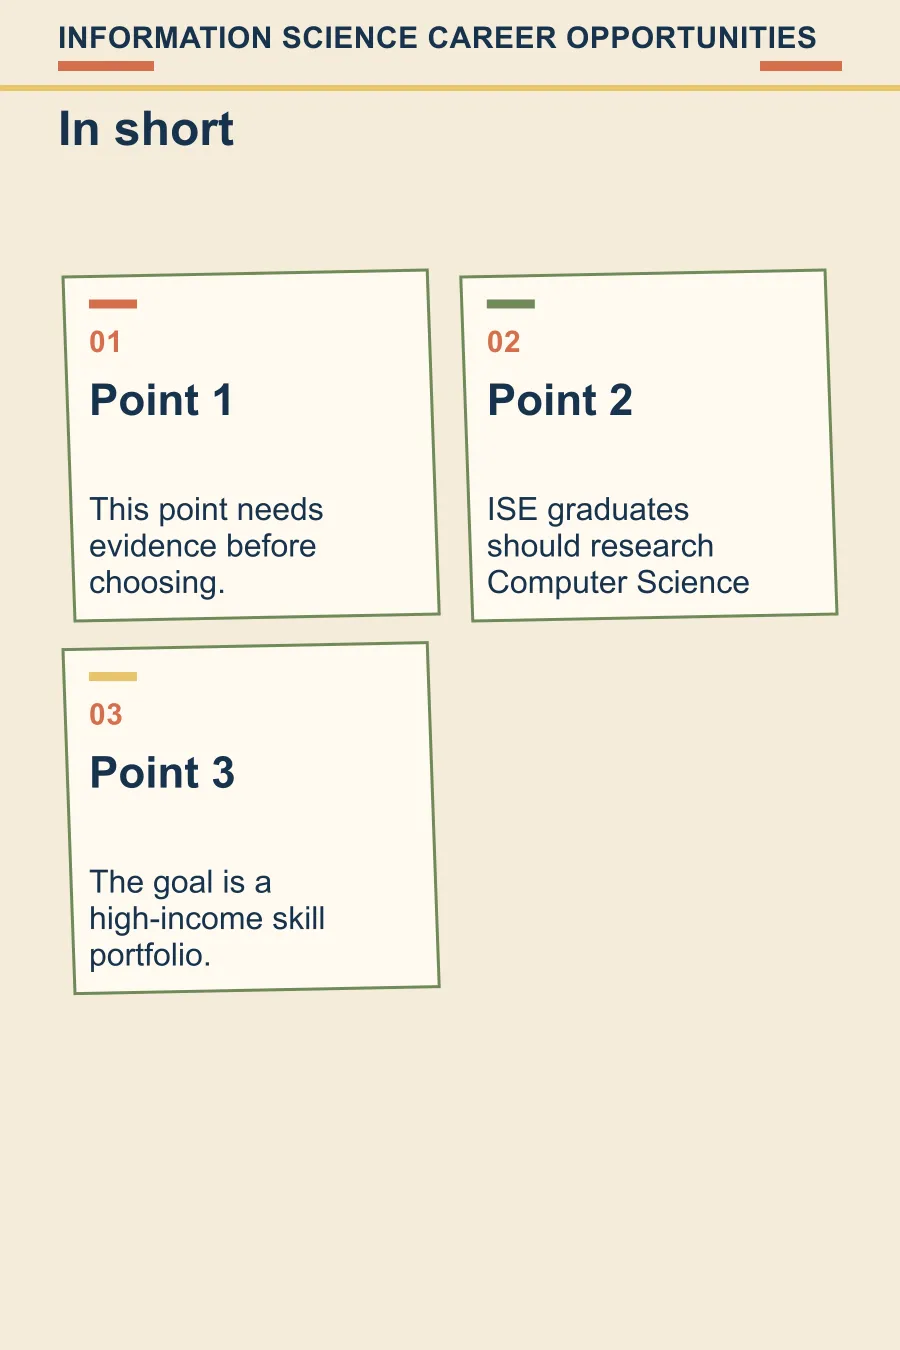 INFORMATION SCIENCE CAREER OPPORTUNITIES
In short
01
Point 1
This point needs
evidence before
choosing.
02
Point 2
ISE graduates
should research
Computer Science
03
Point 3
The goal is a
high-income skill
portfolio.